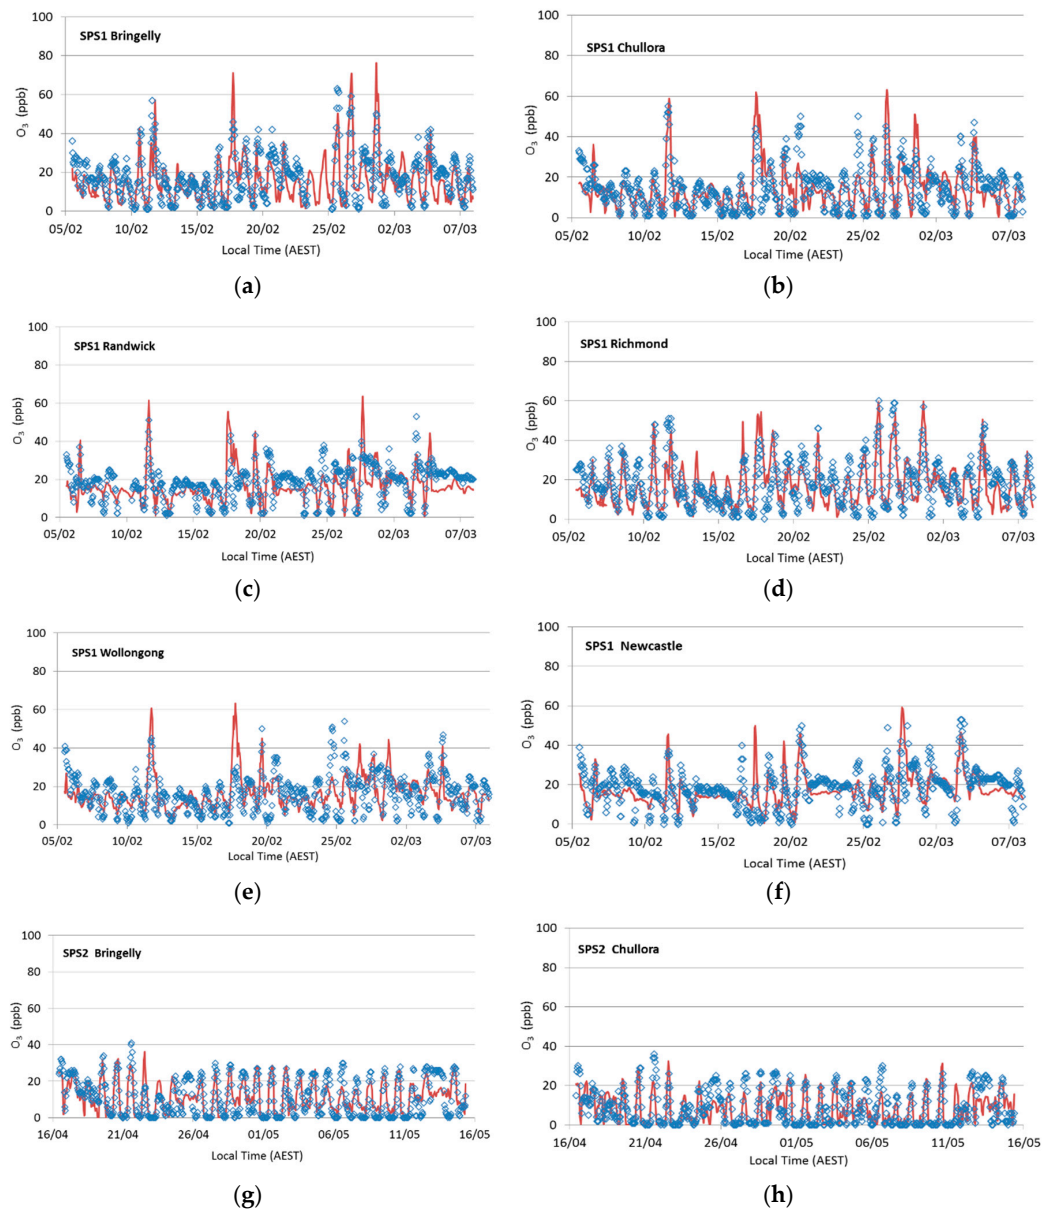 SPS1 Bringelly
O3 (ppb)
100
80
60
40
20
0
05/02 10/02 15/02 20/02 25/02 02/03 07/03
Local Time (AEST)
(a)
SPS1 Chullora
O3 (ppb)
100
80
60
40
20
0
05/02 10/02 15/02 20/02 25/02 02/03 07/03
Local Time (AEST)
(b)
SPS1 Randwick
O3 (ppb)
100
80
60
40
20
0
05/02 10/02 15/02 20/02 25/02 02/03 07/03
Local Time (AEST)
(c)
SPS1 Richmond
O3 (ppb)
100
80
60
40
20
0
05/02 10/02 15/02 20/02 25/02 02/03 07/03
Local Time (AEST)
(d)
SPS1 Wollongong
O3 (ppb)
100
80
60
40
20
0
05/02 10/02 15/02 20/02 25/02 02/03 07/03
Local Time (AEST)
(e)
SPS1 Newcastle
O3 (ppb)
100
80
60
40
20
0
05/02 10/02 15/02 20/02 25/02 02/03 07/03
Local Time (AEST)
(f)
SPS2 Bringelly
O3 (ppb)
100
80
60
40
20
0
16/04 21/04 26/04 01/05 06/05 11/05 16/05
Local Time (AEST)
(g)
SPS2 Chullora
O3 (ppb)
100
80
60
40
20
0
16/04 21/04 26/04 01/05 06/05 11/05 16/05
Local Time (AEST)
(h)